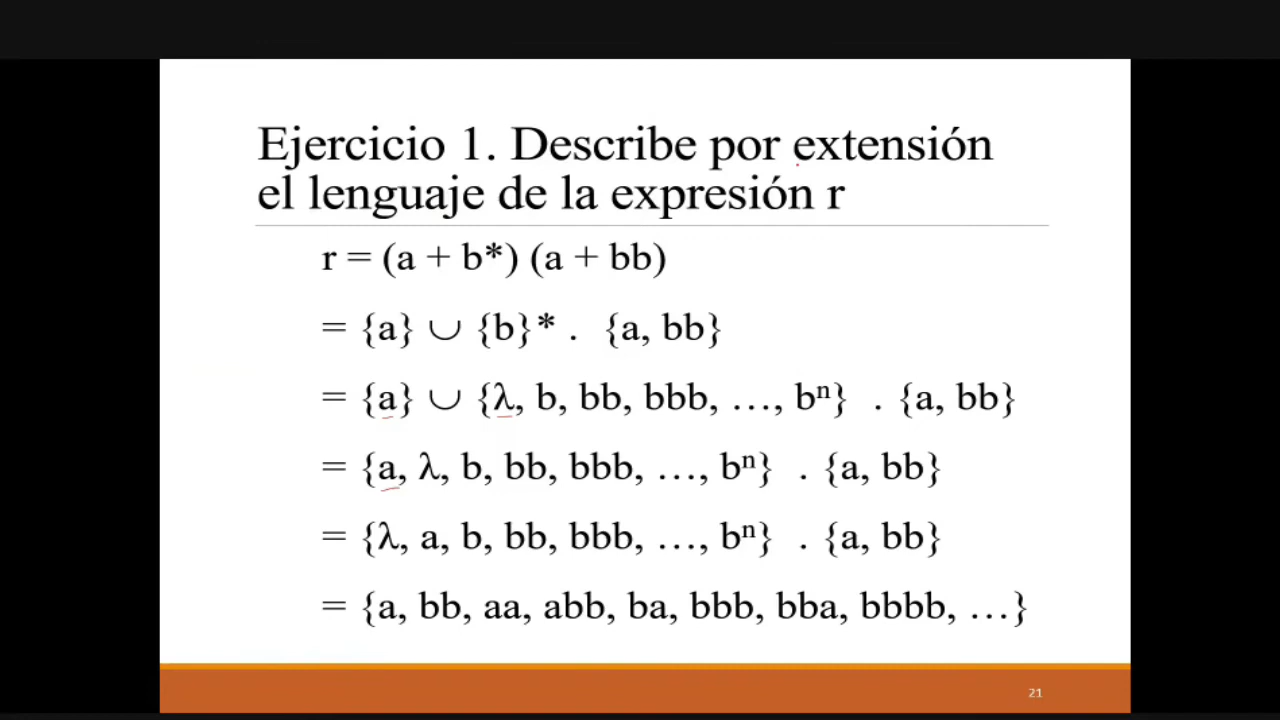 Ejercicio 1. Describe por extensión
el lenguaje de la expresión r
r = (a + b*) (a + bb)
= {a} ∪ {b}* . {a, bb}
= {a} ∪ {λ, b, bb, bbb, …, bⁿ} . {a, bb}
= {a, λ, b, bb, bbb, …, bⁿ} . {a, bb}
= {λ, a, b, bb, bbb, …, bⁿ} . {a, bb}
= {a, bb, aa, abb, ba, bbb, bba, bbbb, …}
21